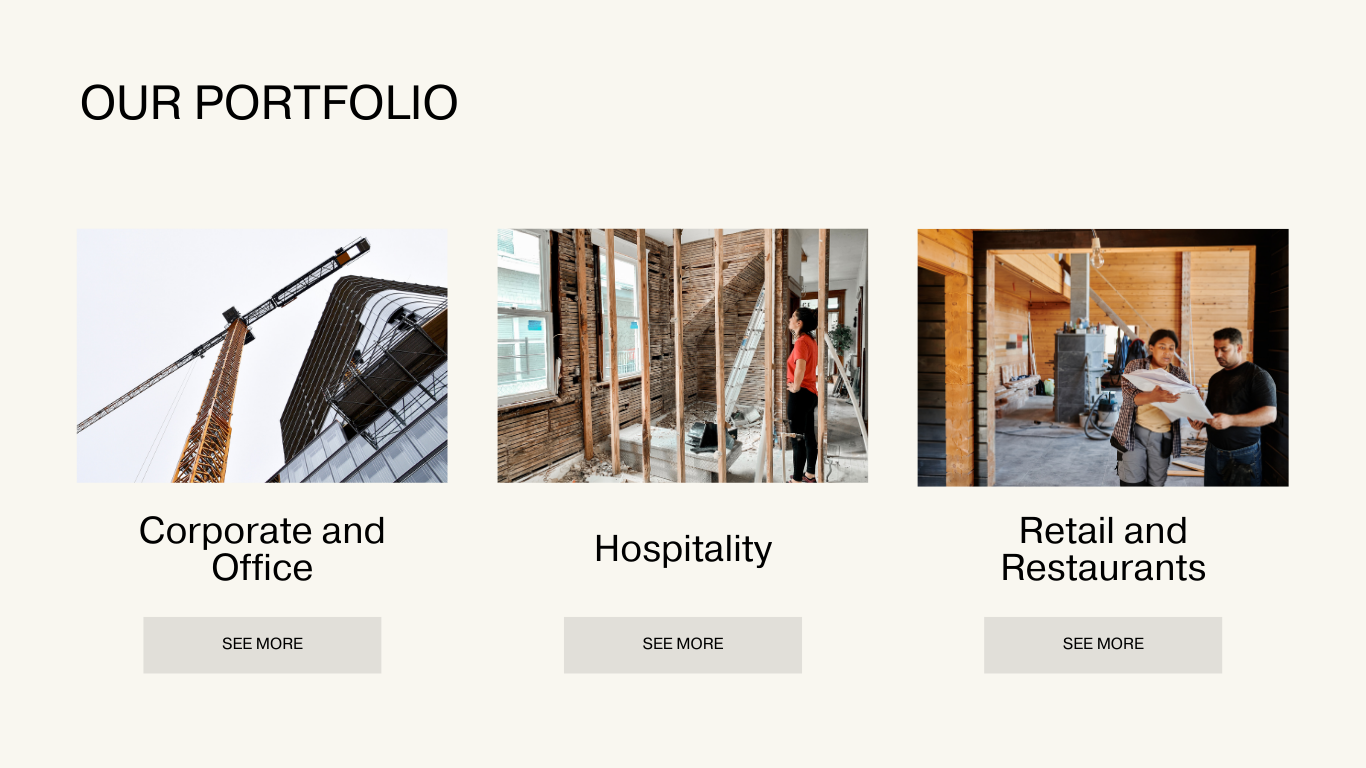 OUR PORTFOLIO
Corporate and
Office
Hospitality
Retail and
Restaurants
SEE MORE
SEE MORE
SEE MORE